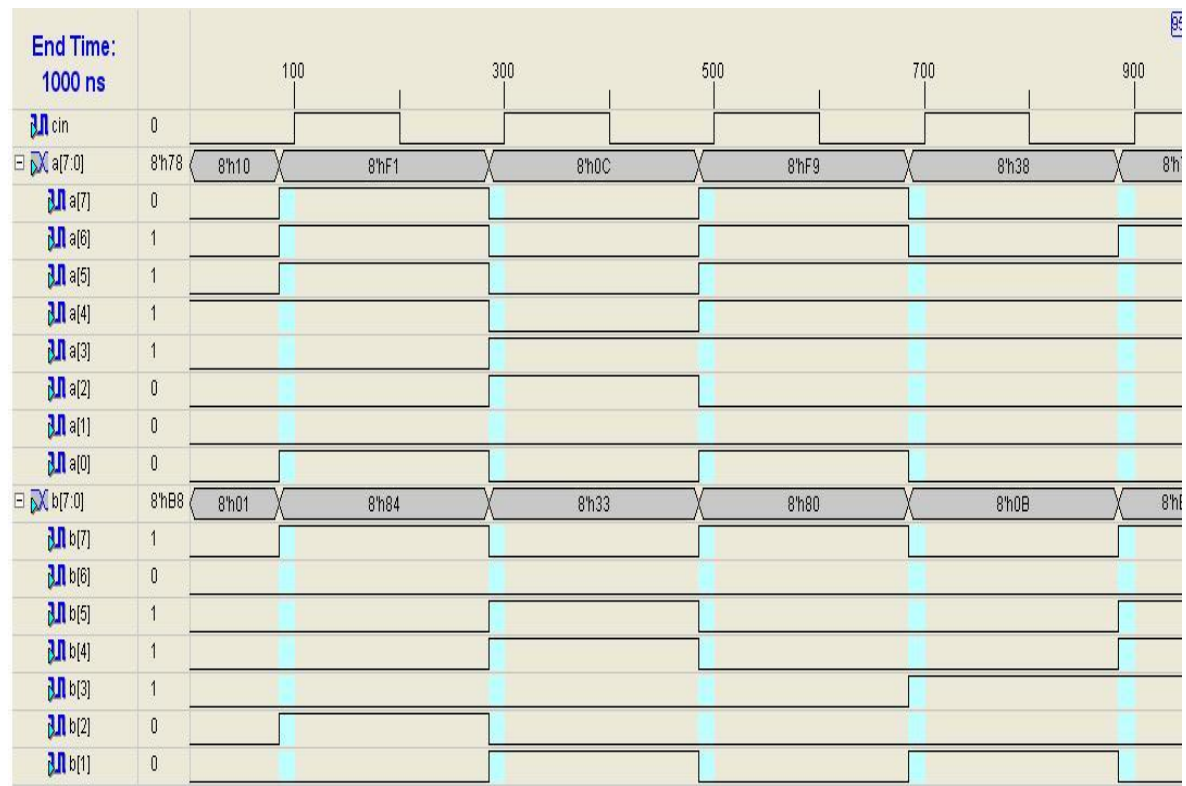 95
End Time:
1000 ns
100 300 500 700 900
cin 0
a[7:0] 8'h78 8'h10 8'hF1 8'h0C 8'hF9 8'h38 8'h
a[7] 0
a[6] 1
a[5] 1
a[4] 1
a[3] 1
a[2] 0
a[1] 0
a[0] 0
b[7:0] 8'hB8 8'h01 8'h84 8'h33 8'h80 8'h0B 8'h
b[7] 1
b[6] 0
b[5] 1
b[4] 1
b[3] 1
b[2] 0
b[1] 0